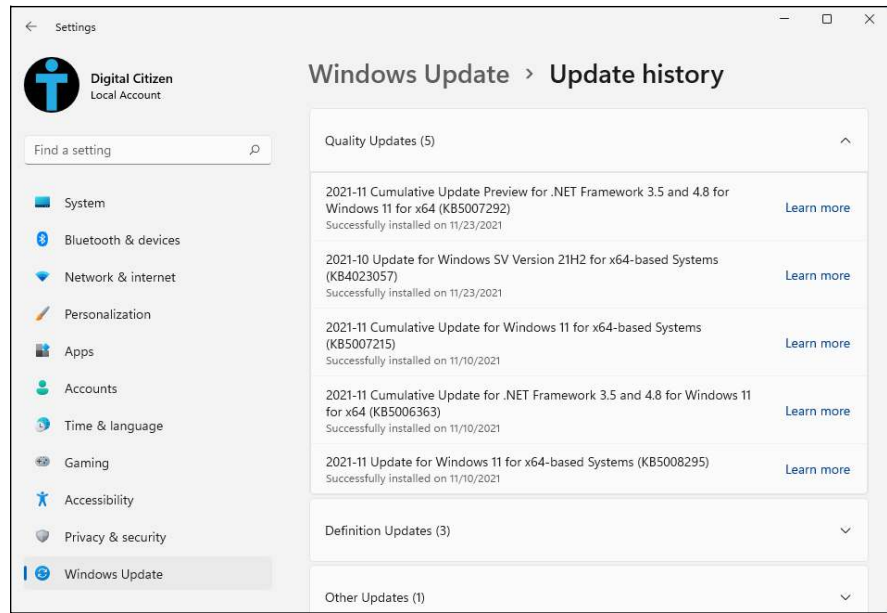 Settings
Digital Citizen
Local Account
Find a setting
System
Bluetooth & devices
Network & internet
Personalization
Apps
Accounts
Time & language
Gaming
Accessibility
Privacy & security
Windows Update
Windows Update > Update history
Quality Updates (5)
2021-11 Cumulative Update Preview for .NET Framework 3.5 and 4.8 for
Windows 11 for x64 (KB5007292)
Successfully installed on 11/23/2021
Learn more
2021-10 Update for Windows SV Version 21H2 for x64-based Systems
(KB4023057)
Successfully installed on 11/23/2021
Learn more
2021-11 Cumulative Update for Windows 11 for x64-based Systems
(KB5007215)
Successfully installed on 11/10/2021
Learn more
2021-11 Cumulative Update for .NET Framework 3.5 and 4.8 for Windows 11
for x64 (KB5006363)
Successfully installed on 11/10/2021
Learn more
2021-11 Update for Windows 11 for x64-based Systems (KB5008295)
Successfully installed on 11/10/2021
Learn more
Definition Updates (3)
Other Updates (1)